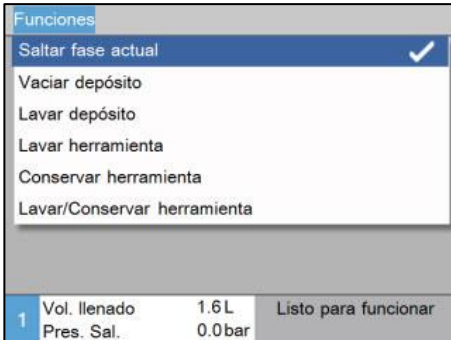 Funciones
Saltar fase actual
Vaciar depósito
Lavar depósito
Lavar herramienta
Conservar herramienta
Lavar/Conservar herramienta
1 Vol. llenado 1.6 L Listo para funcionar
Pres. Sal. 0.0 bar